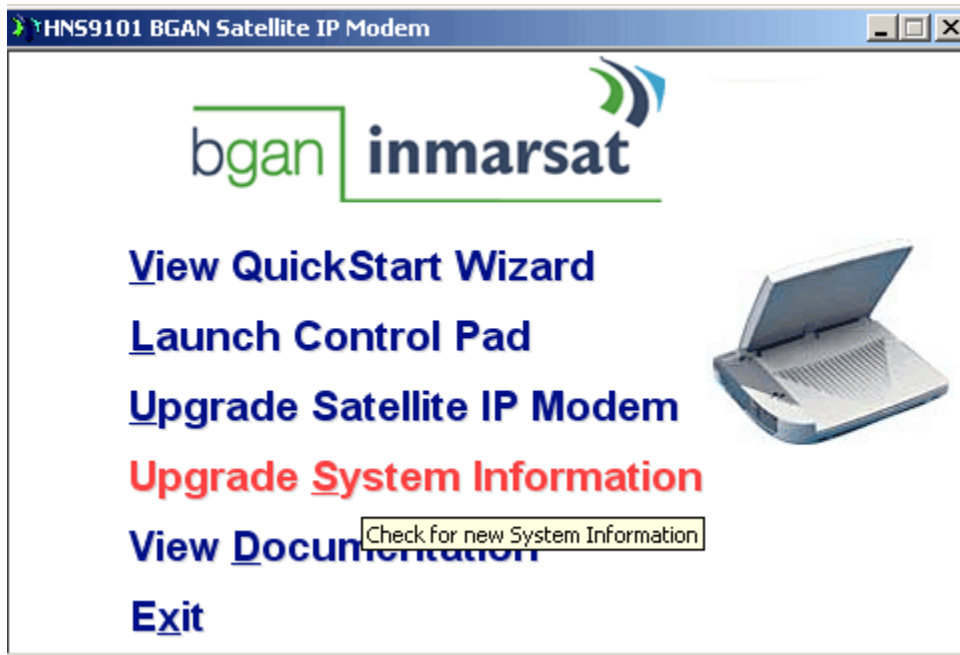 HNS9101 BGAN Satellite IP Modem
bgan inmarsat
View QuickStart Wizard
Launch Control Pad
Upgrade Satellite IP Modem
Upgrade System Information
Check for new System Information
View Documentation
Exit